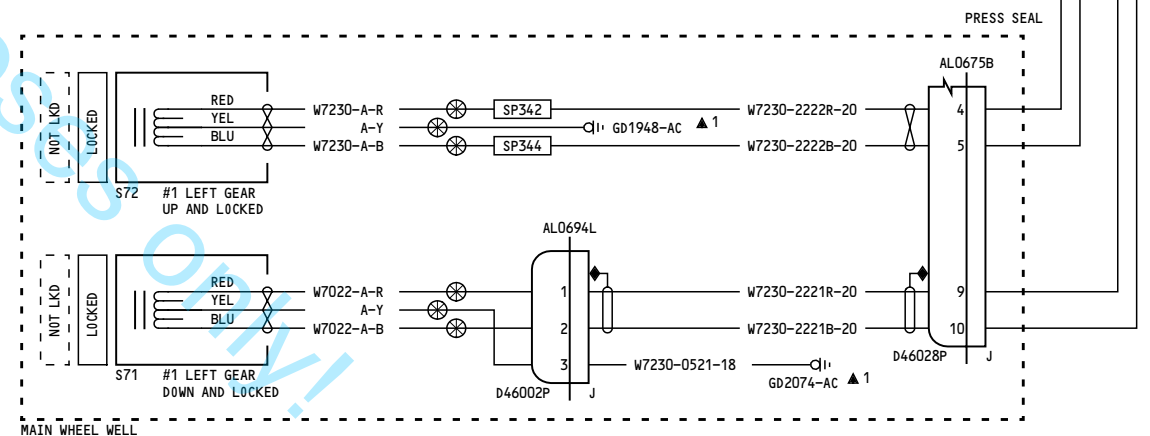 PRESS SEAL
AL0675B
NOT LKD
LOCKED
RED
YEL
BLU
W7230-A-R
A-Y
W7230-A-B
SP342
SP344
GD1948-AC
1
W7230-2222R-20
W7230-2222B-20
4
5
S72
#1 LEFT GEAR
UP AND LOCKED
AL0694L
NOT LKD
LOCKED
RED
YEL
BLU
W7022-A-R
A-Y
W7022-A-B
1
2
3
W7230-2221R-20
W7230-2221B-20
9
10
W7230-0521-18
GD2074-AC
1
D46028P
J
S71
#1 LEFT GEAR
DOWN AND LOCKED
D46002P
J
MAIN WHEEL WELL
oses only!